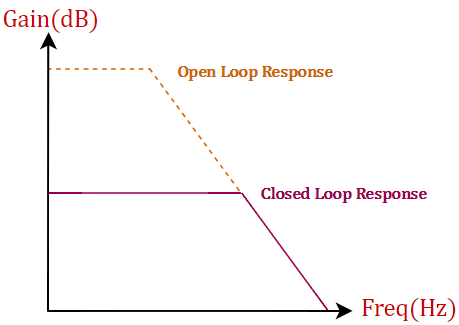 Gain(dB)
Open Loop Response
Closed Loop Response
Freq(Hz)